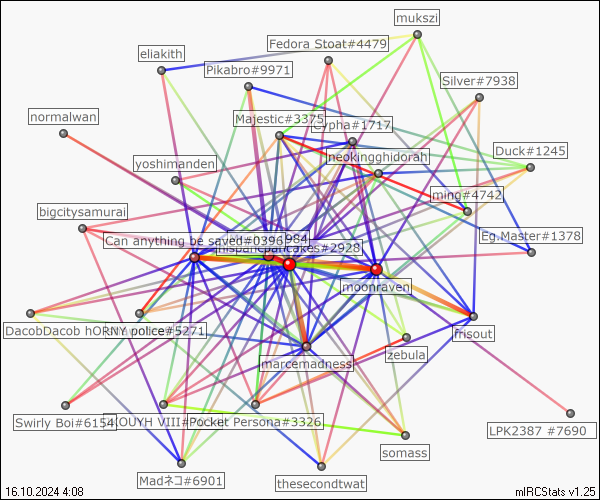 mukszi
Fedora Stoat#4479
eliakith
Pikabro#9971
Silver#7938
normalwan
Majestic#3375
Cypha#1717
Duck#1245
neokingghidorah
yoshimanden
ming#4742
bigcitysamurai
Eg.Master#1378
Can anything be saved#0396
984
hispanicpancakes#2928
moonraven
DacobDacob hORNY police#5271
frisout
zebula
marcemadness
Swirly Boi#6154
OUYH VIII#
Pocket Persona#3326
LPK2387 #7690
somass
Madネコ#6901
thesecondtwat
16.10.2024 4:08
mIRCStats v1.25